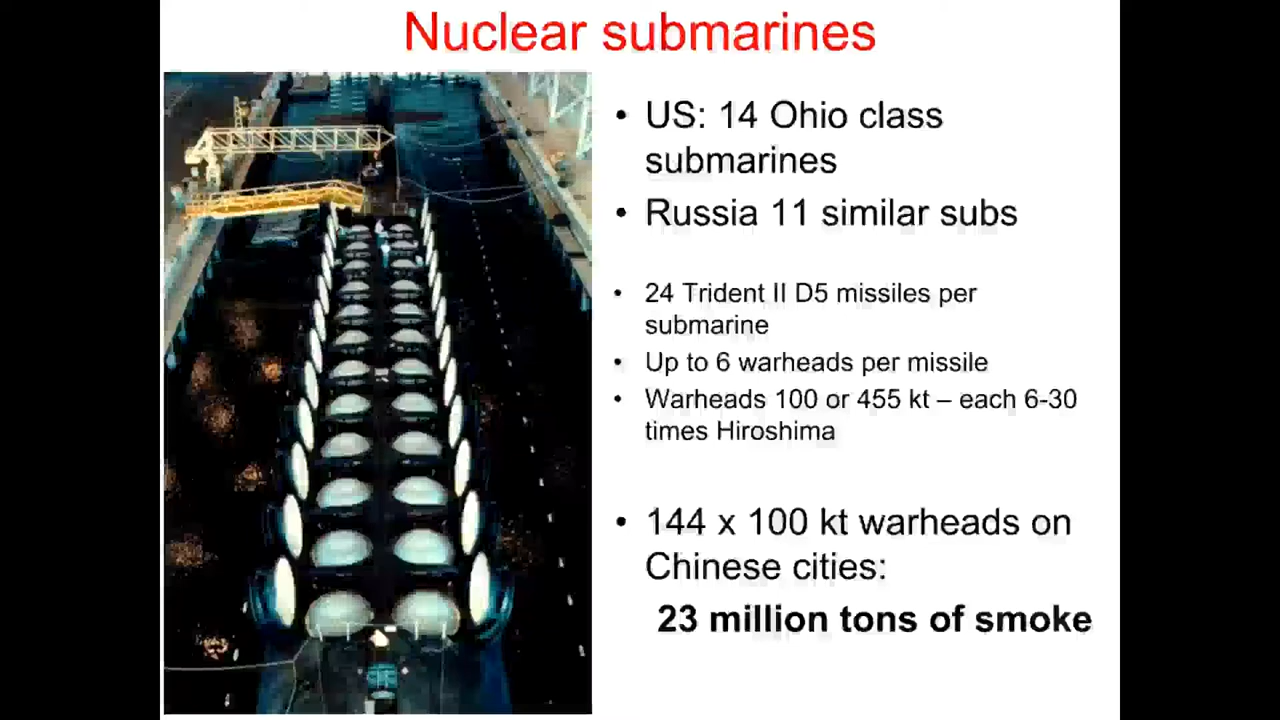 Nuclear submarines
• US: 14 Ohio class
submarines
• Russia 11 similar subs
• 24 Trident II D5 missiles per
submarine
• Up to 6 warheads per missile
• Warheads 100 or 455 kt – each 6-30
times Hiroshima
• 144 x 100 kt warheads on
Chinese cities:
23 million tons of smoke